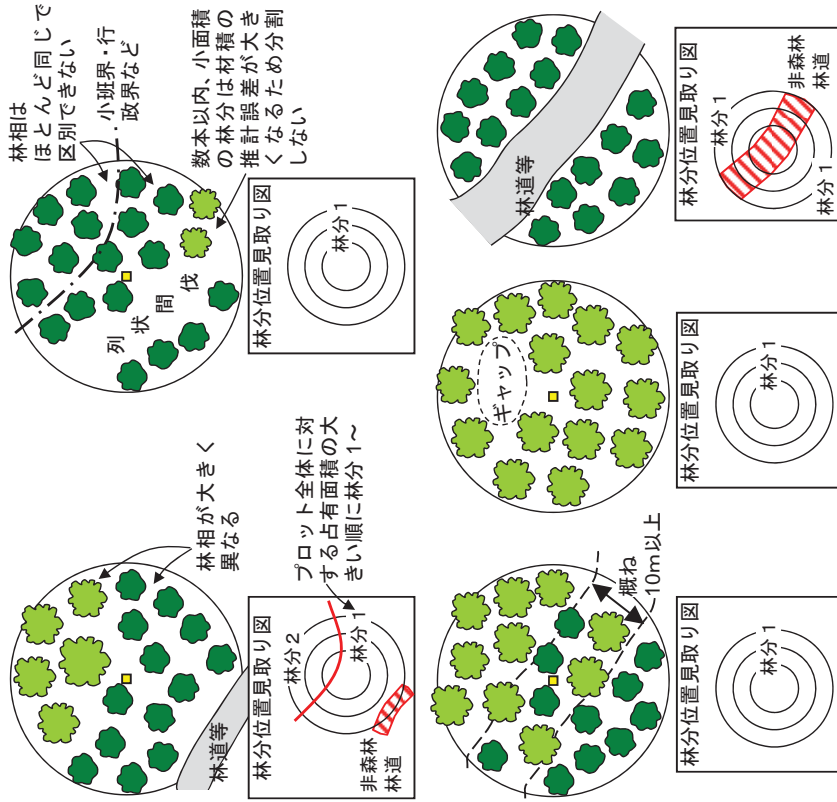 林相が大きく
異なる
林道等
林分位置見取り図
林分2
林分1
非森林
林道
プロット全体に対
する占有面積の大
きい順に林分1~
林相は
ほとんど同じで
区別できない
小班界・行
政界など
列状間伐
数本以内、小面積
の林分は材積の
推計誤差が大き
くなるため分割
しない
林分位置見取り図
林分1
概ね
10m以上
林分位置見取り図
林分1
ギャップ
林分位置見取り図
林分1
林道等
林分位置見取り図
林分1
林分1
非森林
林道